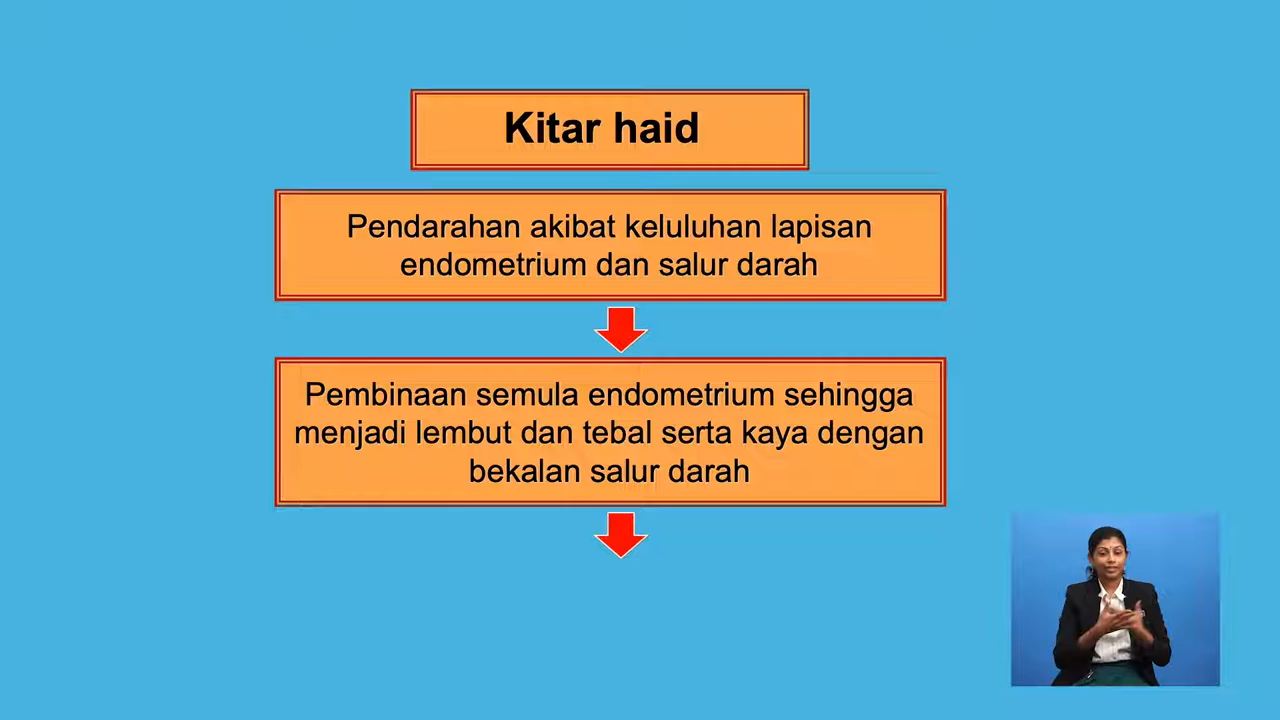 Kitar haid
Pendarahan akibat keluluhan lapisan
endometrium dan salur darah
Pembinaan semula endometrium sehingga
menjadi lembut dan tebal serta kaya dengan
bekalan salur darah